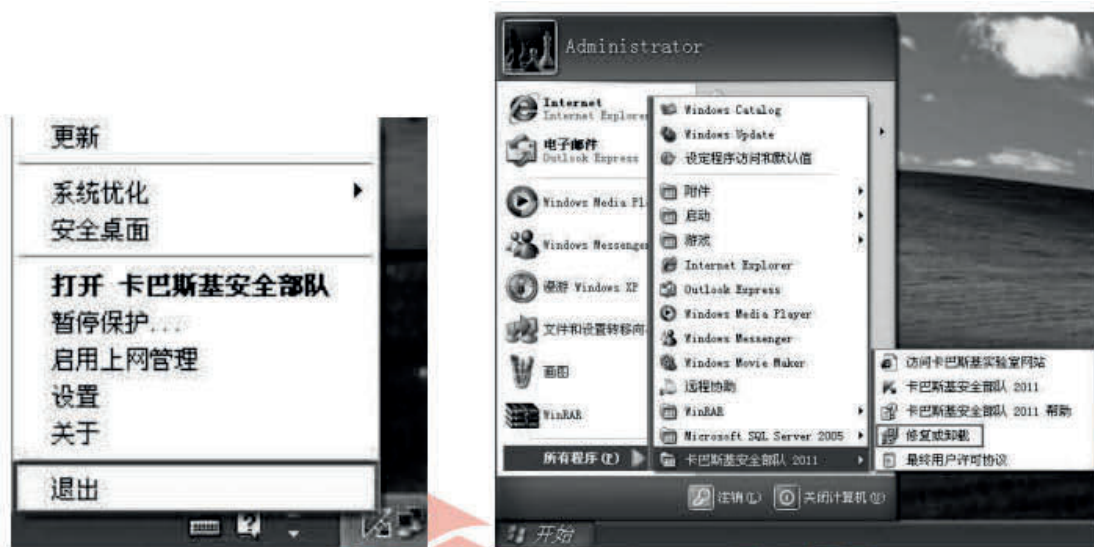 更新
系统优化
安全桌面
打开 卡巴斯基安全部队
暂停保护...
启用上网管理
设置
关于
退出
Administrator
Internet
Internet Explorer
电子邮件
Outlook Express
Windows Media Pl
Windows Messenger
漫游 Windows XP
文件和设置转移向
画图
WinRAR
所有程序(P)
Windows Catalog
Windows Update
设定程序访问和默认值
附件
启动
游戏
Internet Explorer
Outlook Express
Windows Media Player
Windows Messenger
Windows Movie Maker
远程协助
WinRAR
Microsoft SQL Server 2005
卡巴斯基安全部队 2011
访问卡巴斯基实验室网站
卡巴斯基安全部队 2011
卡巴斯基安全部队 2011 帮助
修复或卸载
最终用户许可协议
注销(L)
关闭计算机(U)
开始